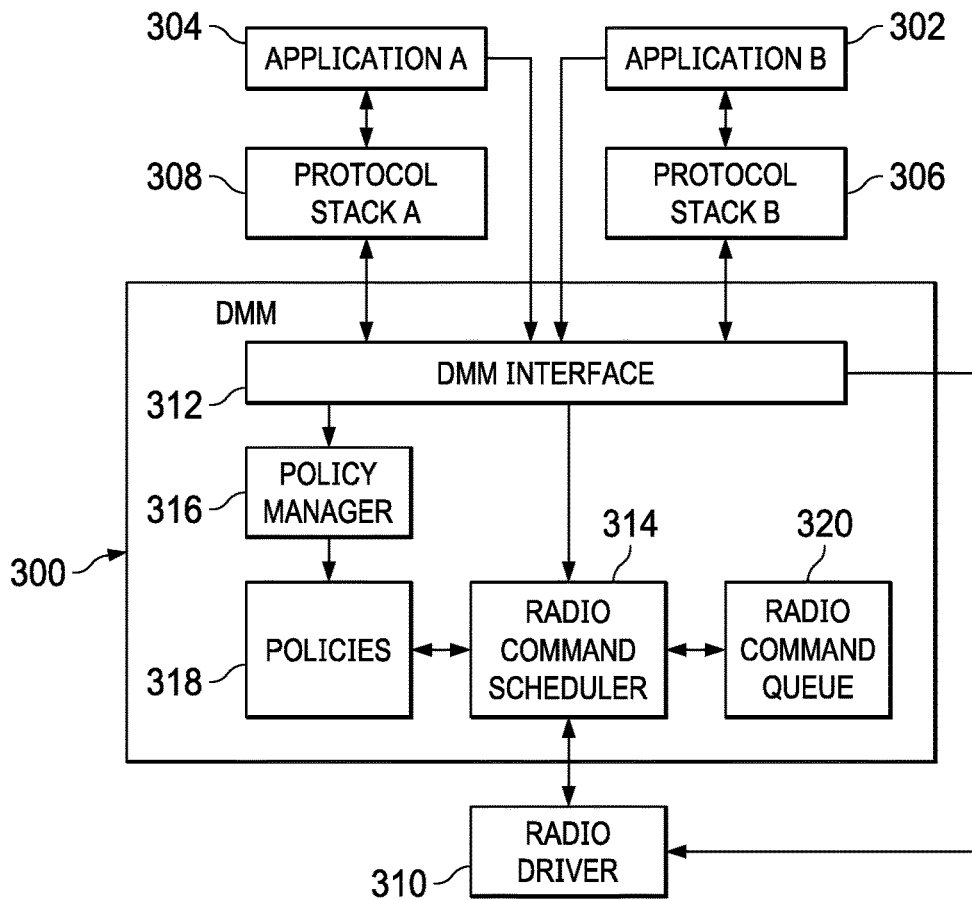 304
APPLICATION A
APPLICATION B
302
308
PROTOCOL
STACK A
PROTOCOL
STACK B
306
DMM
DMM INTERFACE
312
POLICY
MANAGER
316
300
314
320
POLICIES
318
RADIO
COMMAND
SCHEDULER
RADIO
COMMAND
QUEUE
RADIO
DRIVER
310